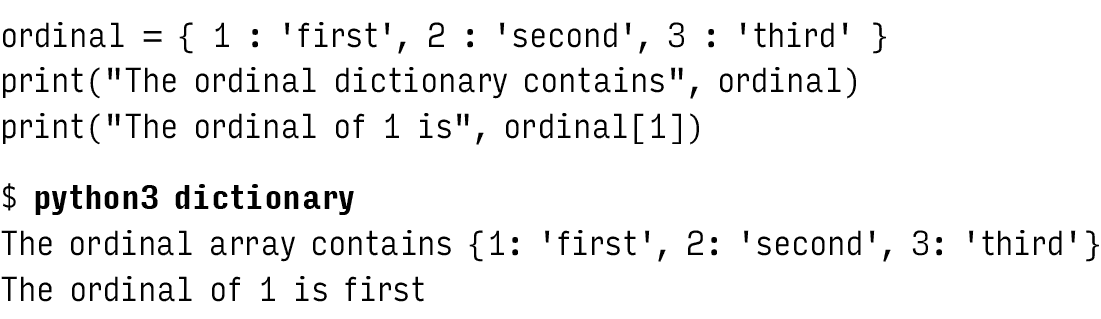 ordinal = { 1 : 'first', 2 : 'second', 3 : 'third' }
print("The ordinal dictionary contains", ordinal)
print("The ordinal of 1 is", ordinal[1])
$ python3 dictionary
The ordinal array contains {1: 'first', 2: 'second', 3: 'third'}
The ordinal of 1 is first